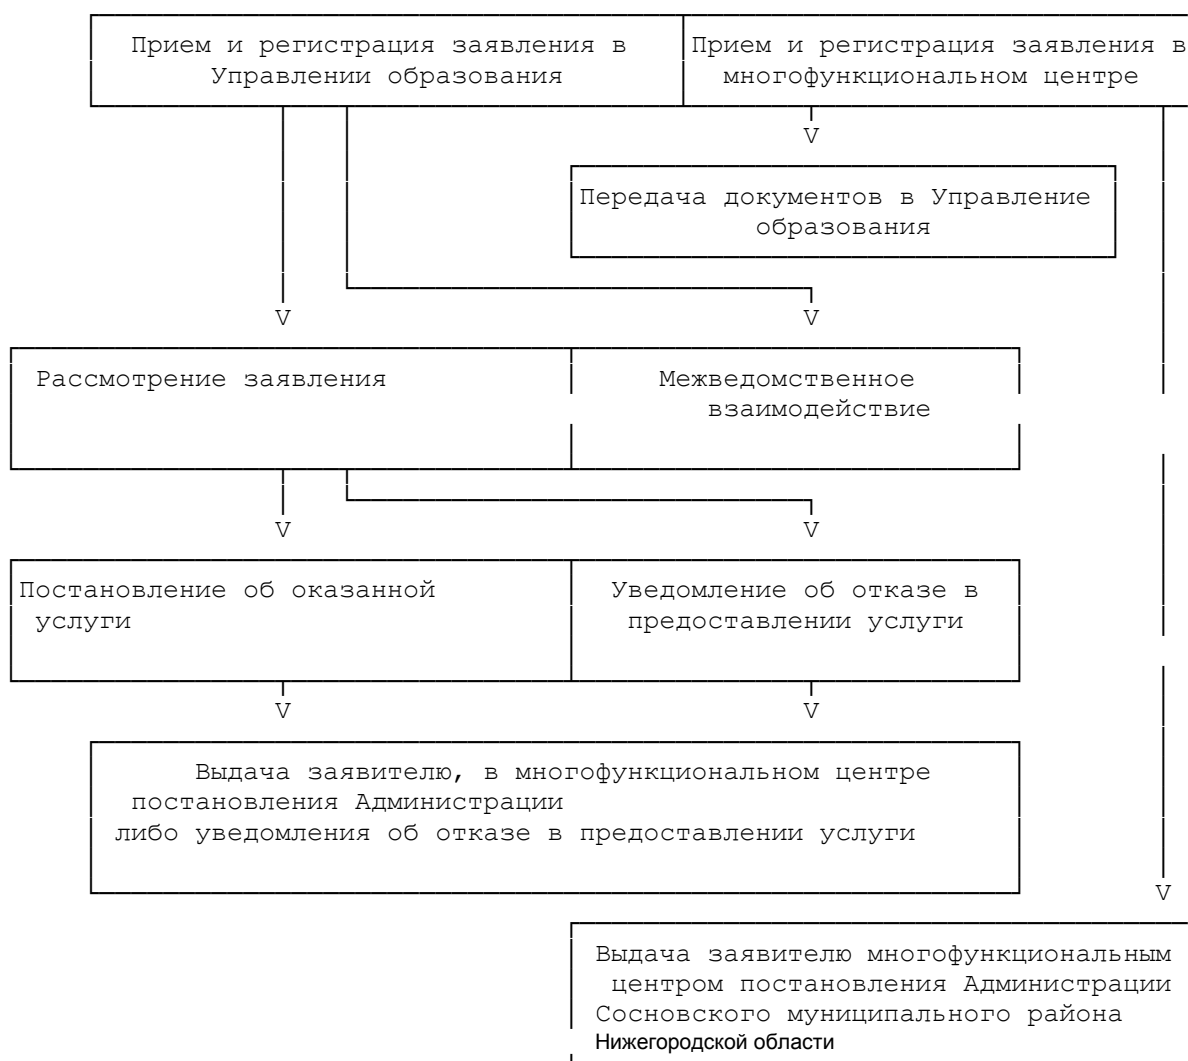 Прием и регистрация заявления в
Управлении образования
Прием и регистрация заявления в
многофункциональном центре
V
Передача документов в Управление
образования
V
V
Рассмотрение заявления
Межведомственное
взаимодействие
V
V
Постановление об оказанной
услуги
Уведомление об отказе в
предоставлении услуги
V
V
Выдача заявителю, в многофункциональном центре
постановления Администрации
либо уведомления об отказе в предоставлении услуги
V
Выдача заявителю многофункциональным
центром постановления Администрации
Сосновского муниципального района
Нижегородской области